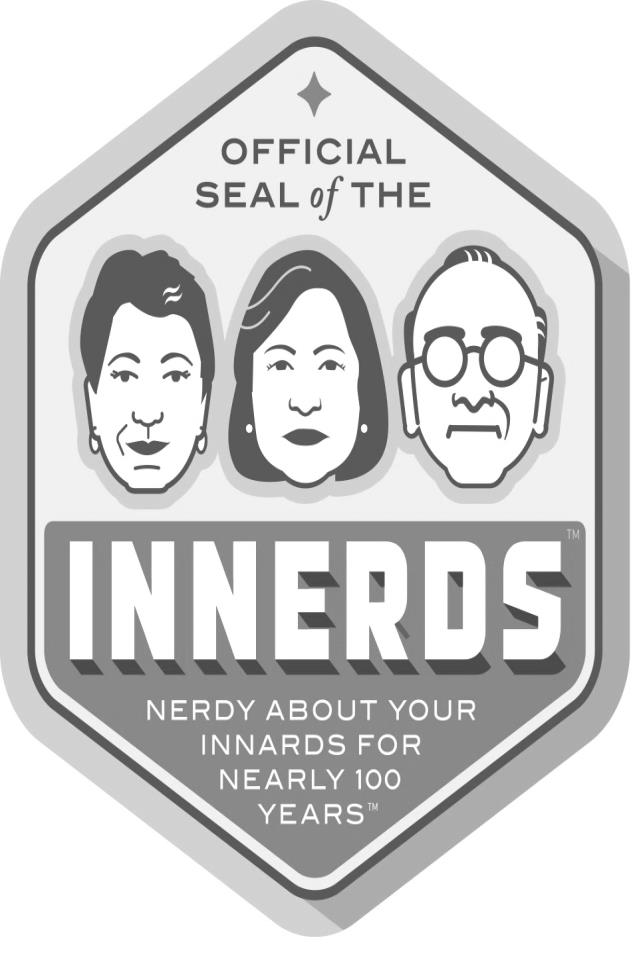 OFFICIAL
SEAL of THE
INNERDS™
NERDY ABOUT YOUR
INNARDS FOR
NEARLY 100
YEARS™